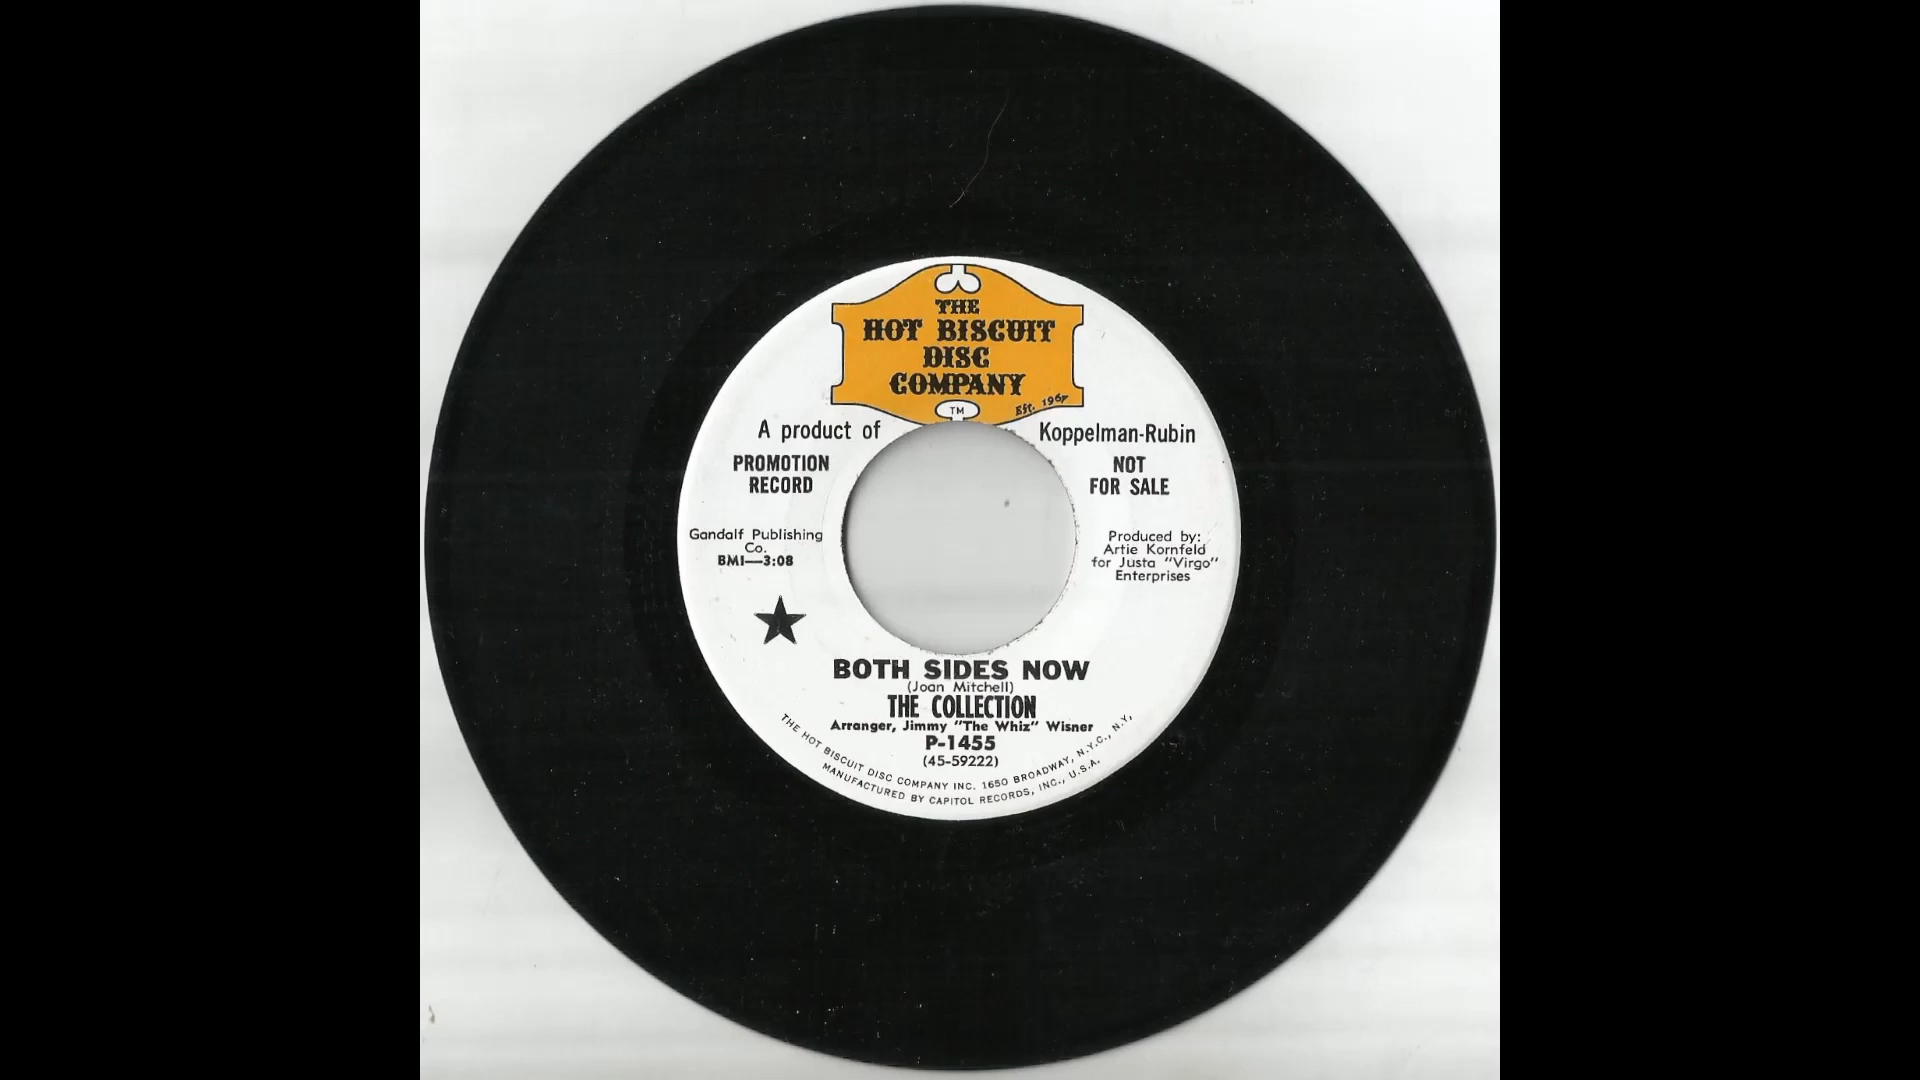 THE
HOT BISCUIT
DISC
COMPANY
TM
Est. 1967
A product of Koppelman-Rubin
PROMOTION
RECORD
NOT
FOR SALE
Gandalf Publishing
Co.
BMI—3:08
Produced by:
Artie Kornfeld
for Justa "Virgo"
Enterprises
BOTH SIDES NOW
(Joan Mitchell)
THE COLLECTION
Arranger, Jimmy "The Whiz" Wisner
P-1455
(45-59222)
THE HOT BISCUIT DISC COMPANY INC. 1650 BROADWAY, N.Y.C., N.Y.
MANUFACTURED BY CAPITOL RECORDS, INC., U.S.A.